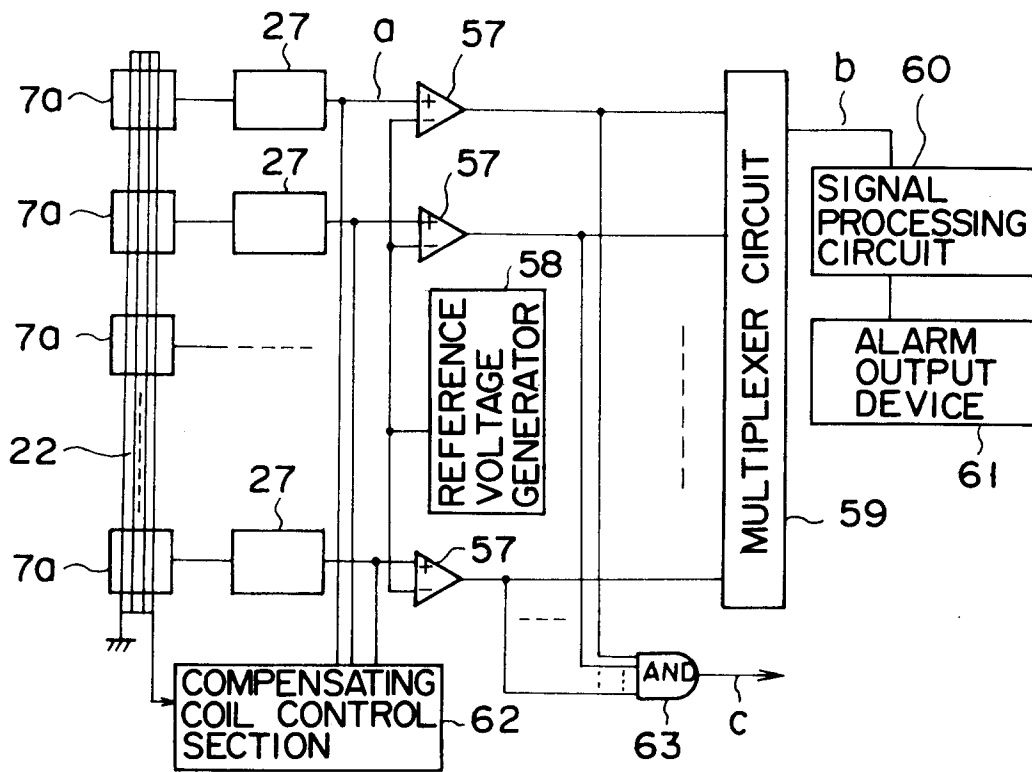 27
a
57
7a
27
57
7a
b
60
SIGNAL
PROCESSING
CIRCUIT
58
REFERENCE
VOLTAGE
GENERATOR
MULTIPLEXER CIRCUIT
7a
ALARM
OUTPUT
DEVICE
61
22
27
57
59
7a
COMPENSATING
COIL CONTROL
SECTION
62
AND
63
c